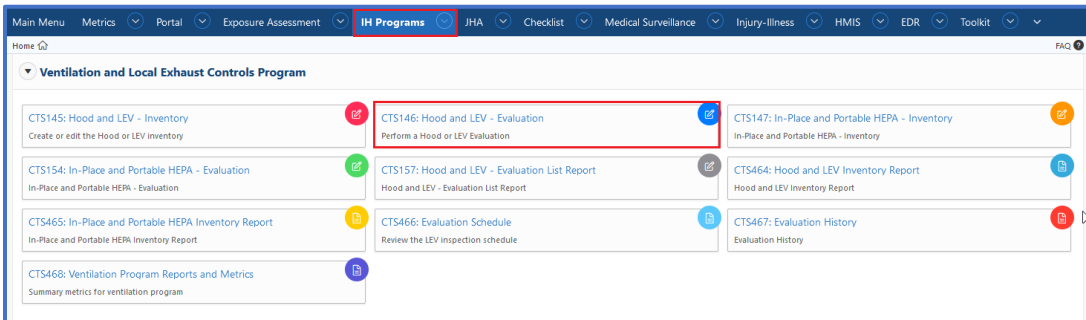 Main Menu Metrics Portal Exposure Assessment IH Programs JHA Checklist Medical Surveillance Injury-Illness HMIS EDR Toolkit
Home FAQ ?
Ventilation and Local Exhaust Controls Program
CTS145: Hood and LEV - Inventory
Create or edit the Hood or LEV inventory
CTS146: Hood and LEV - Evaluation
Perform a Hood or LEV Evaluation
CTS147: In-Place and Portable HEPA - Inventory
In-Place and Portable HEPA - Inventory
CTS154: In-Place and Portable HEPA - Evaluation
In-Place and Portable HEPA - Evaluation
CTS157: Hood and LEV - Evaluation List Report
Hood and LEV - Evaluation List Report
CTS464: Hood and LEV Inventory Report
Hood and LEV Inventory Report
CTS465: In-Place and Portable HEPA Inventory Report
In-Place and Portable HEPA Inventory Report
CTS466: Evaluation Schedule
Review the LEV inspection schedule
CTS467: Evaluation History
Evaluation History
CTS468: Ventilation Program Reports and Metrics
Summary metrics for ventilation program